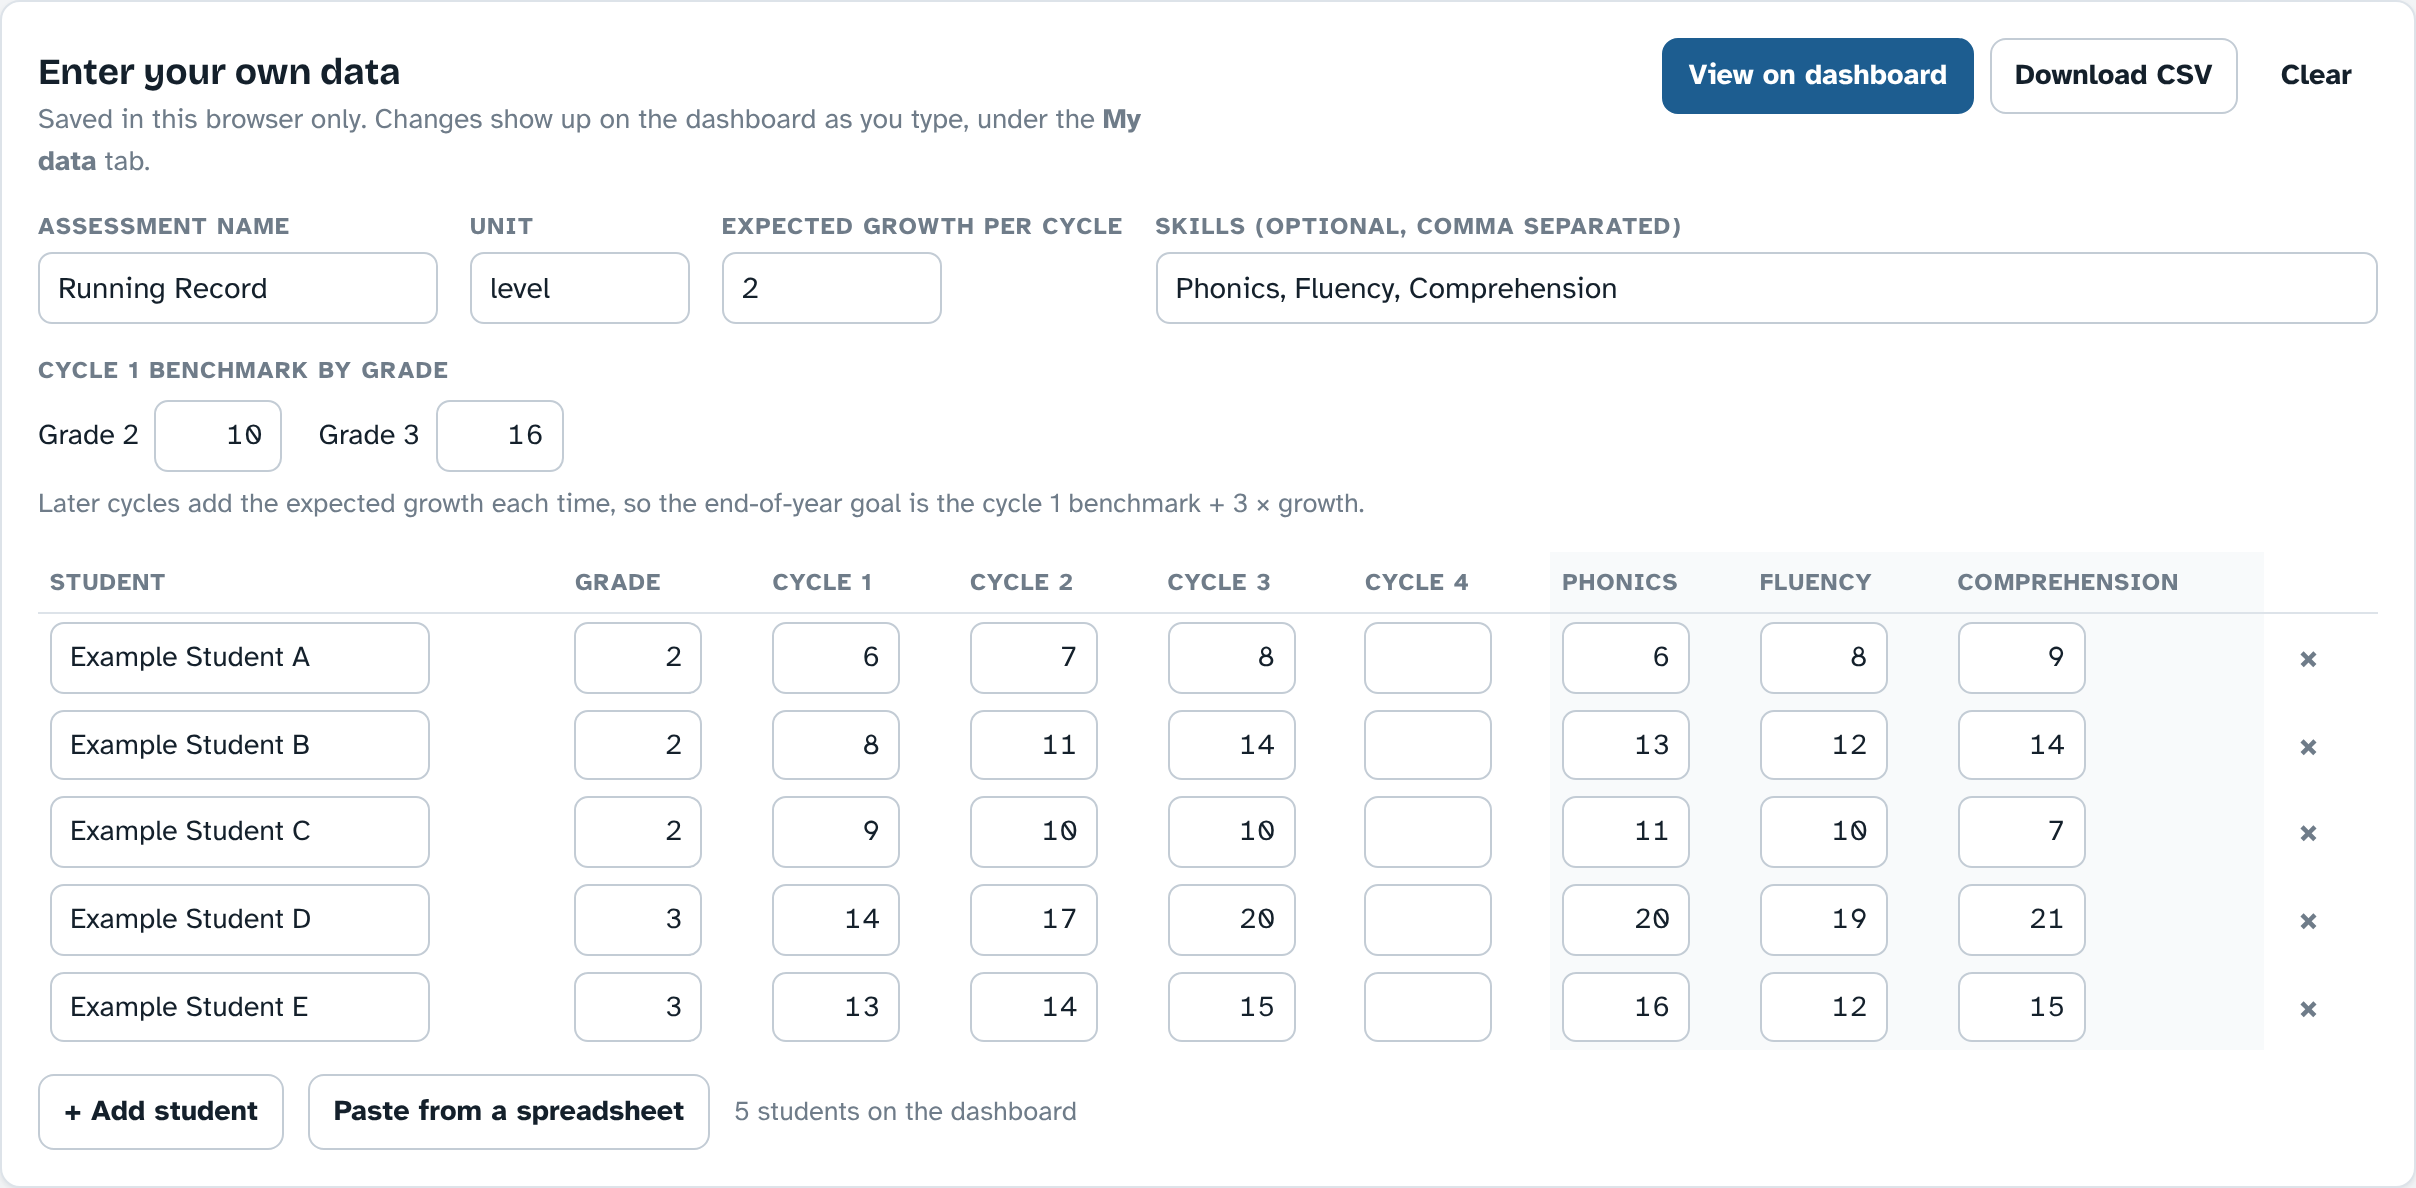 Enter your own data
View on dashboard
Download CSV
Clear
Saved in this browser only. Changes show up on the dashboard as you type, under the My
data tab.
ASSESSMENT NAME UNIT EXPECTED GROWTH PER CYCLE SKILLS (OPTIONAL, COMMA SEPARATED)
Running Record level 2 Phonics, Fluency, Comprehension
CYCLE 1 BENCHMARK BY GRADE
Grade 2 10 Grade 3 16
Later cycles add the expected growth each time, so the end-of-year goal is the cycle 1 benchmark + 3 × growth.
STUDENT GRADE CYCLE 1 CYCLE 2 CYCLE 3 CYCLE 4 PHONICS FLUENCY COMPREHENSION
Example Student A 2 6 7 8 6 8 9 ×
Example Student B 2 8 11 14 13 12 14 ×
Example Student C 2 9 10 10 11 10 7 ×
Example Student D 3 14 17 20 20 19 21 ×
Example Student E 3 13 14 15 16 12 15 ×
+ Add student Paste from a spreadsheet 5 students on the dashboard